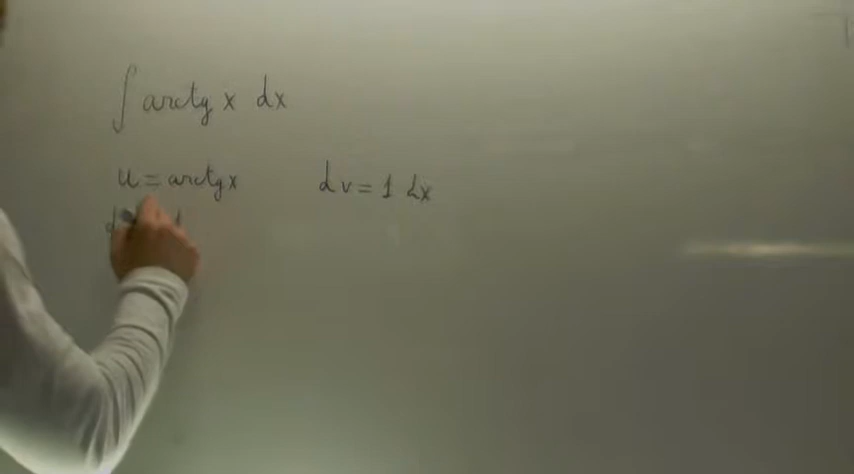 ∫ arctg x dx
u = arctg x dv = 1 dx
d